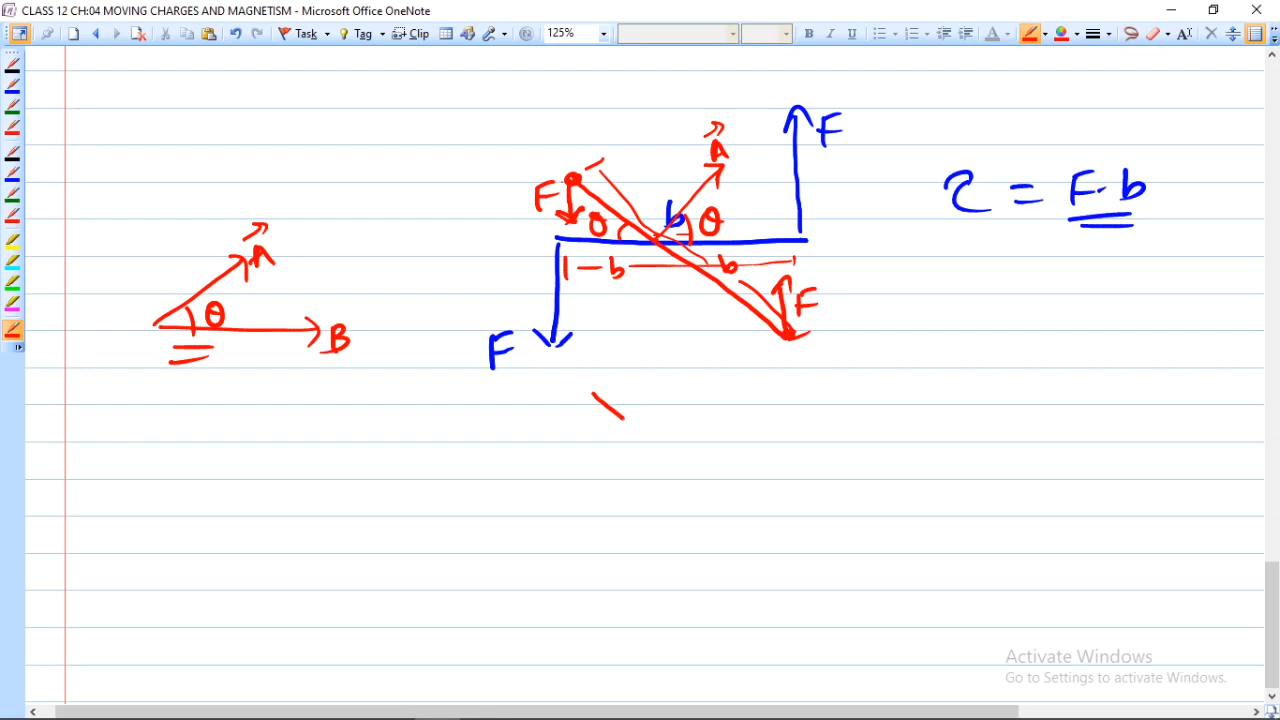 CLASS 12 CH:04 MOVING CHARGES AND MAGNETISM - Microsoft Office OneNote
Task Tag Clip 125% B I U
F
A
F
τ = F·b
θ b θ
A
b b
θ
F
B
F
Activate Windows
Go to Settings to activate Windows.